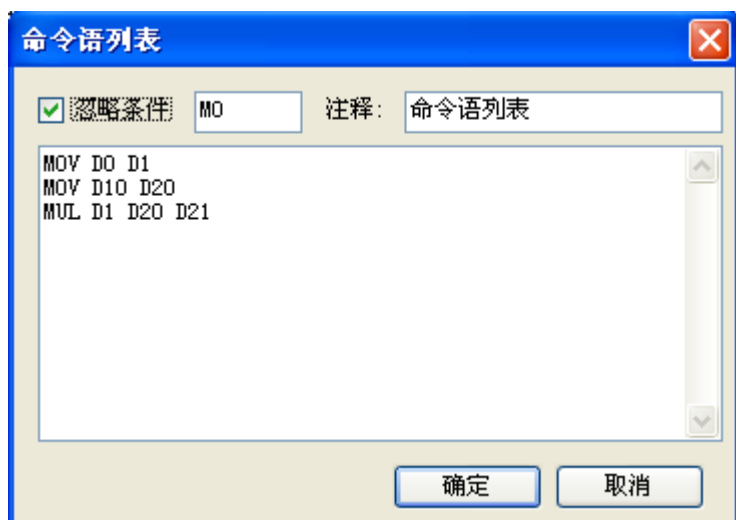 命令语列表
忽略条件 M0 注释: 命令语列表
MOV D0 D1
MOV D10 D20
MUL D1 D20 D21
确定 取消